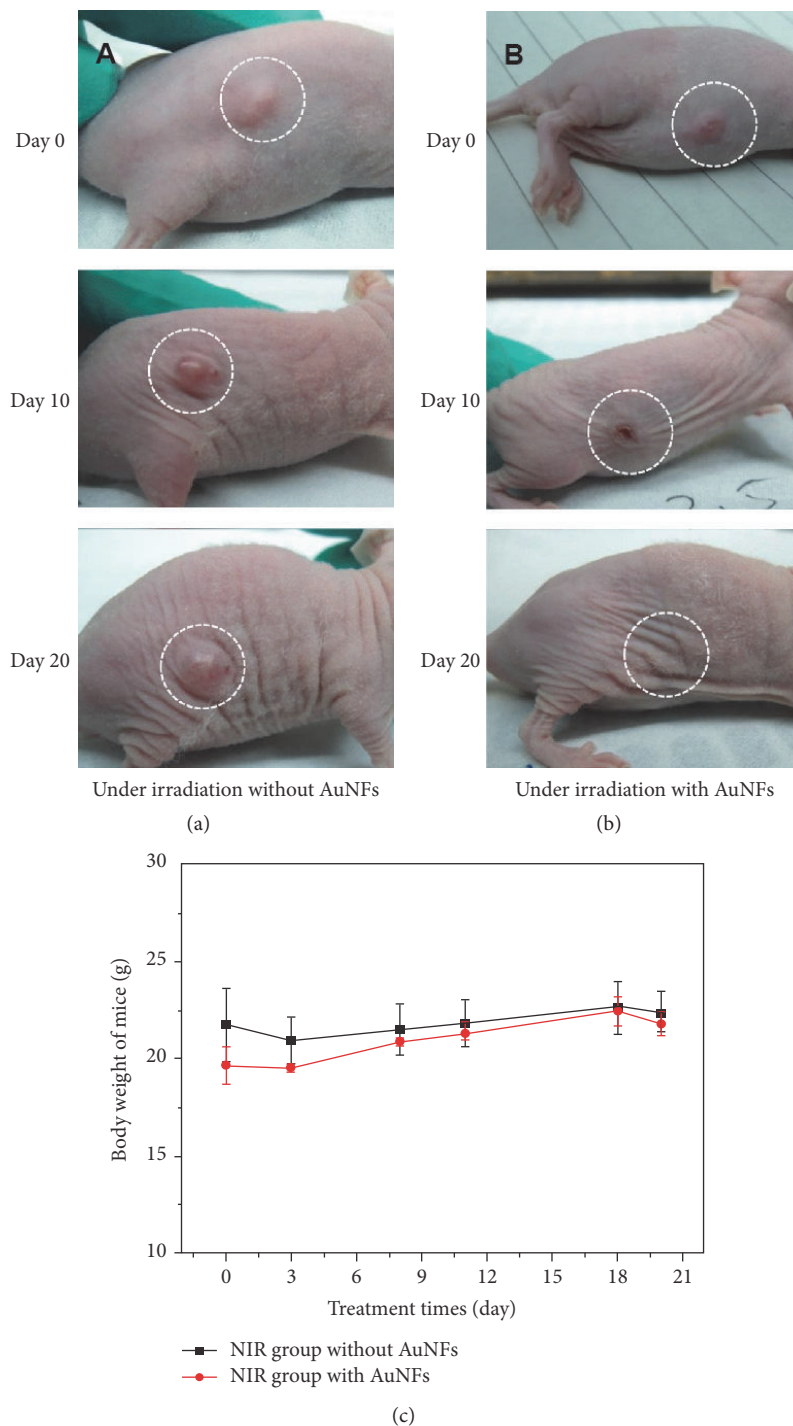 A
B
Day 0
Day 0
Day 10
Day 10
2.5
Day 20
Day 20
Under irradiation without AuNFs
Under irradiation with AuNFs
(a)
(b)
30
25
20
15
10
Body weight of mice (g)
0 3 6 9 12 15 18 21
Treatment times (day)
NIR group without AuNFs
NIR group with AuNFs
(c)